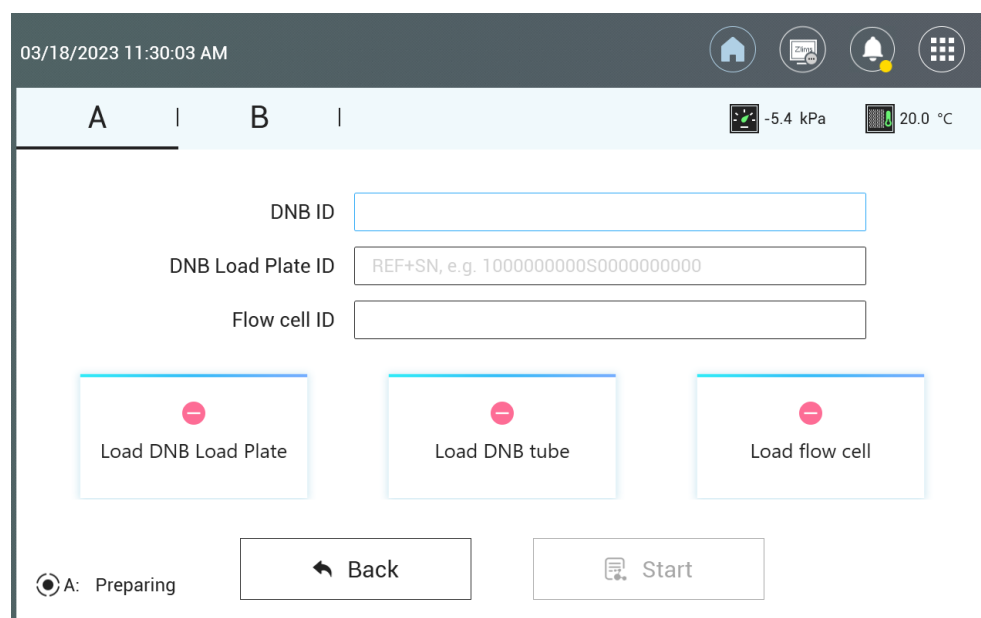 03/18/2023 11:30:03 AM
Zlims
A | B |
-5.4 kPa
20.0 °C
DNB ID
DNB Load Plate ID
REF+SN, e.g. 1000000000S0000000000
Flow cell ID
Load DNB Load Plate
Load DNB tube
Load flow cell
A: Preparing
Back
Start